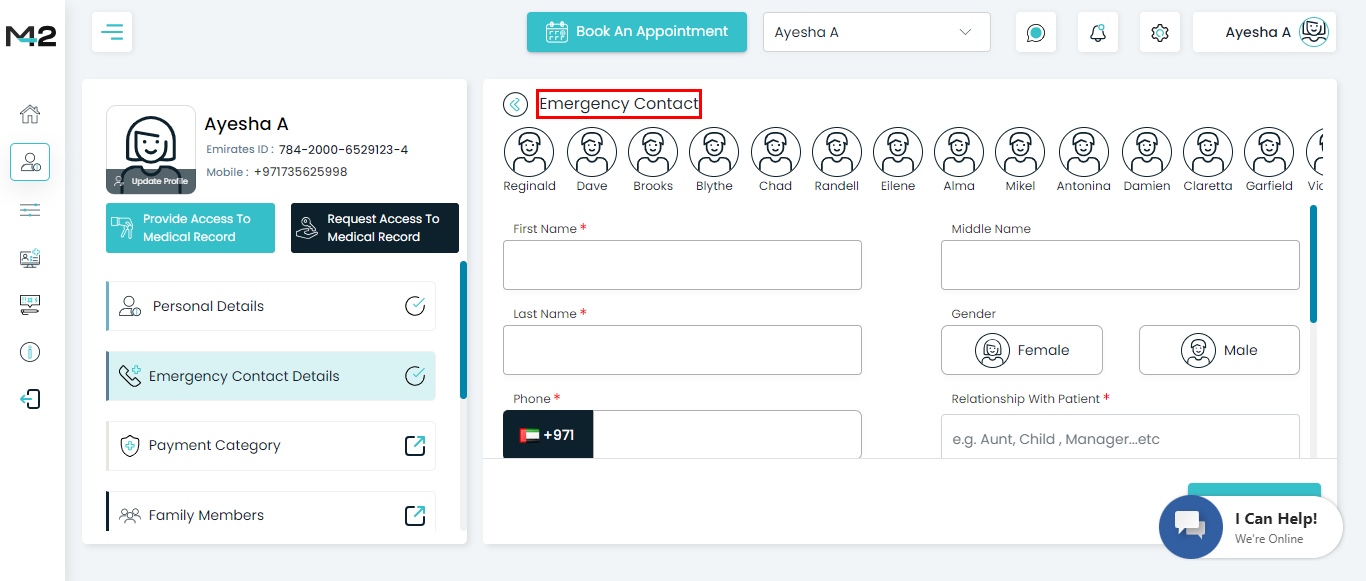 M42
Book An Appointment
Ayesha A
Ayesha A
Ayesha A
Emirates ID : 784-2000-6529123-4
Mobile : +971735625998
Update Profile
Provide Access To
Medical Record
Request Access To
Medical Record
Personal Details
Emergency Contact Details
Payment Category
Family Members
Emergency Contact
Reginald Dave Brooks Blythe Chad Randell Eilene Alma Mikel Antonina Damien Claretta Garfield
First Name *
Middle Name
Last Name *
Gender
Female
Male
Phone *
+971
Relationship With Patient *
e.g. Aunt, Child , Manager...etc
I Can Help!
We're Online